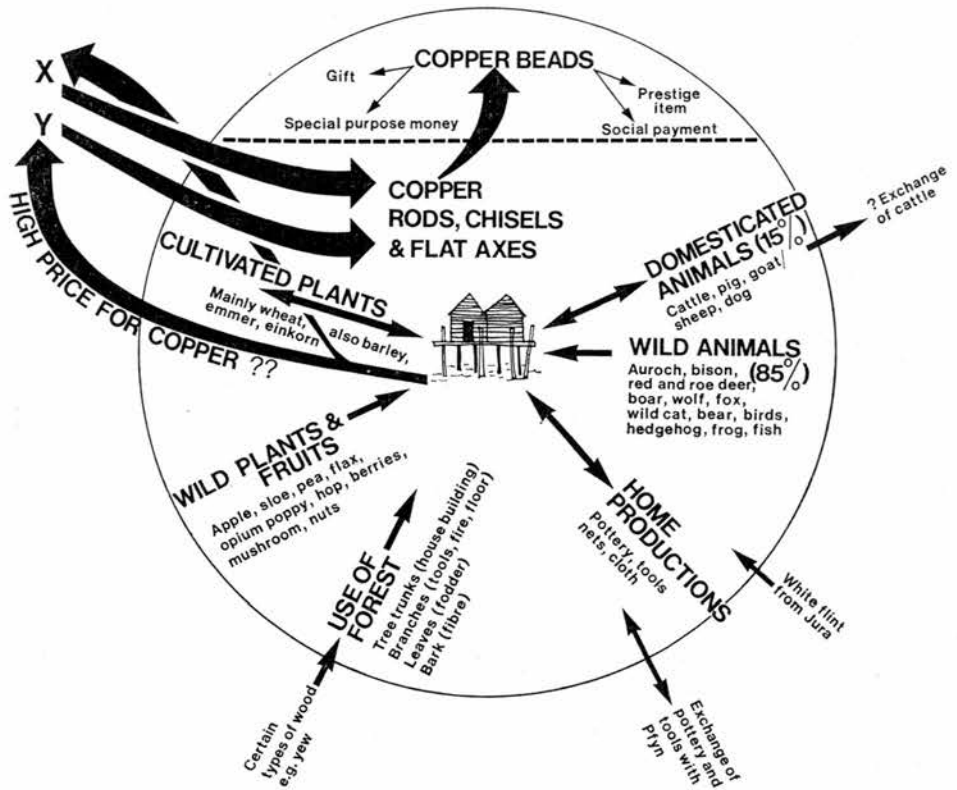 COPPER BEADS
Gift
Prestige
item
Special purpose money
Social payment
X
Y
COPPER
RODS, CHISELS
& FLAT AXES
HIGH PRICE FOR COPPER ??
CULTIVATED PLANTS
Mainly wheat,
emmer, einkorn
also barley,
DOMESTICATED
ANIMALS (15%)
Cattle, pig, goat/
sheep, dog
? Exchange
of cattle
WILD ANIMALS
(85%)
Auroch, bison,
red and roe deer,
boar, wolf, fox,
wild cat, bear, birds,
hedgehog, frog, fish
WILD PLANTS &
FRUITS
Apple, sloe, pea, flax,
opium poppy, hop, berries,
mushroom, nuts
USE OF
FOREST
Tree trunks (house building)
Branches (tools, fire, floor)
Leaves (fodder)
Bark (fibre)
Certain
types of wood
e.g. yew
HOME
PRODUCTIONS
Pottery, tools
nets, cloth
White flint
from Jura
Exchange of
pottery and
tools with
Pfyn